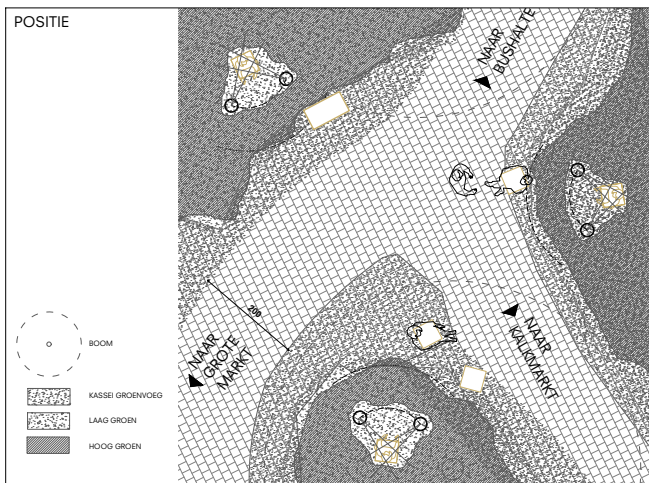 POSITIE
NAAR
BUSHALTE
200
NAAR
GROTE
MARKT
NAAR
KALKMARKT
BOOM
KASSEI GROENVOEG
LAAG GROEN
HOOG GROEN